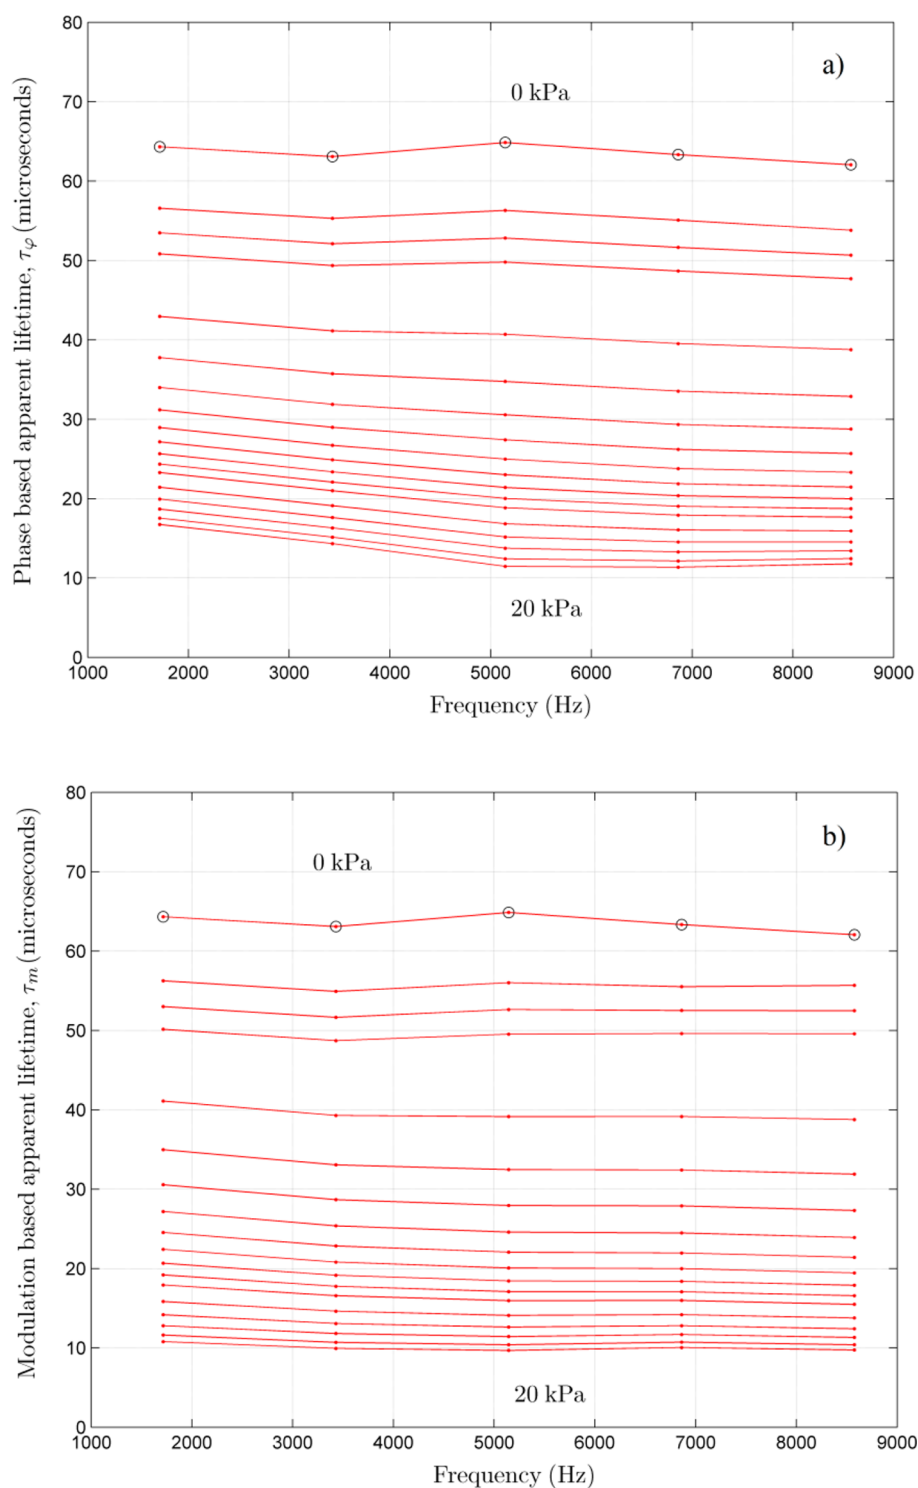 80
a)
70
0 kPa
60
50
40
30
20
10
20 kPa
0
1000 2000 3000 4000 5000 6000 7000 8000 9000
Phase based apparent lifetime, τφ (microseconds)
Frequency (Hz)
80
b)
70
0 kPa
60
50
40
30
20
10
20 kPa
0
1000 2000 3000 4000 5000 6000 7000 8000 9000
Modulation based apparent lifetime, τm (microseconds)
Frequency (Hz)